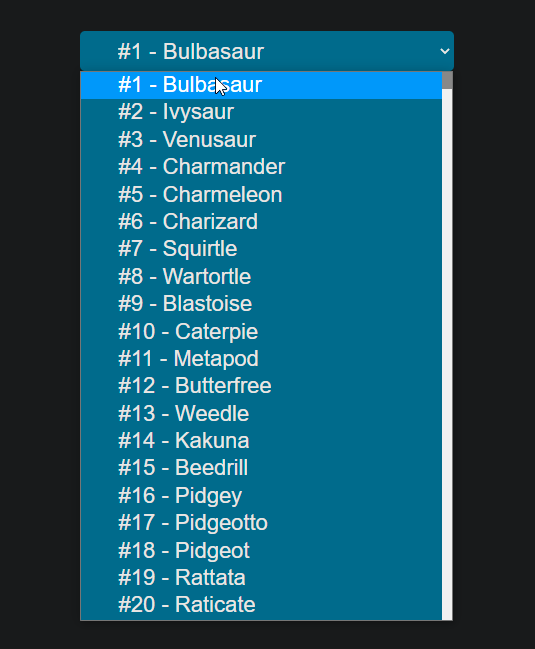 #1 - Bulbasaur
#1 - Bulbasaur
#2 - Ivysaur
#3 - Venusaur
#4 - Charmander
#5 - Charmeleon
#6 - Charizard
#7 - Squirtle
#8 - Wartortle
#9 - Blastoise
#10 - Caterpie
#11 - Metapod
#12 - Butterfree
#13 - Weedle
#14 - Kakuna
#15 - Beedrill
#16 - Pidgey
#17 - Pidgeotto
#18 - Pidgeot
#19 - Rattata
#20 - Raticate